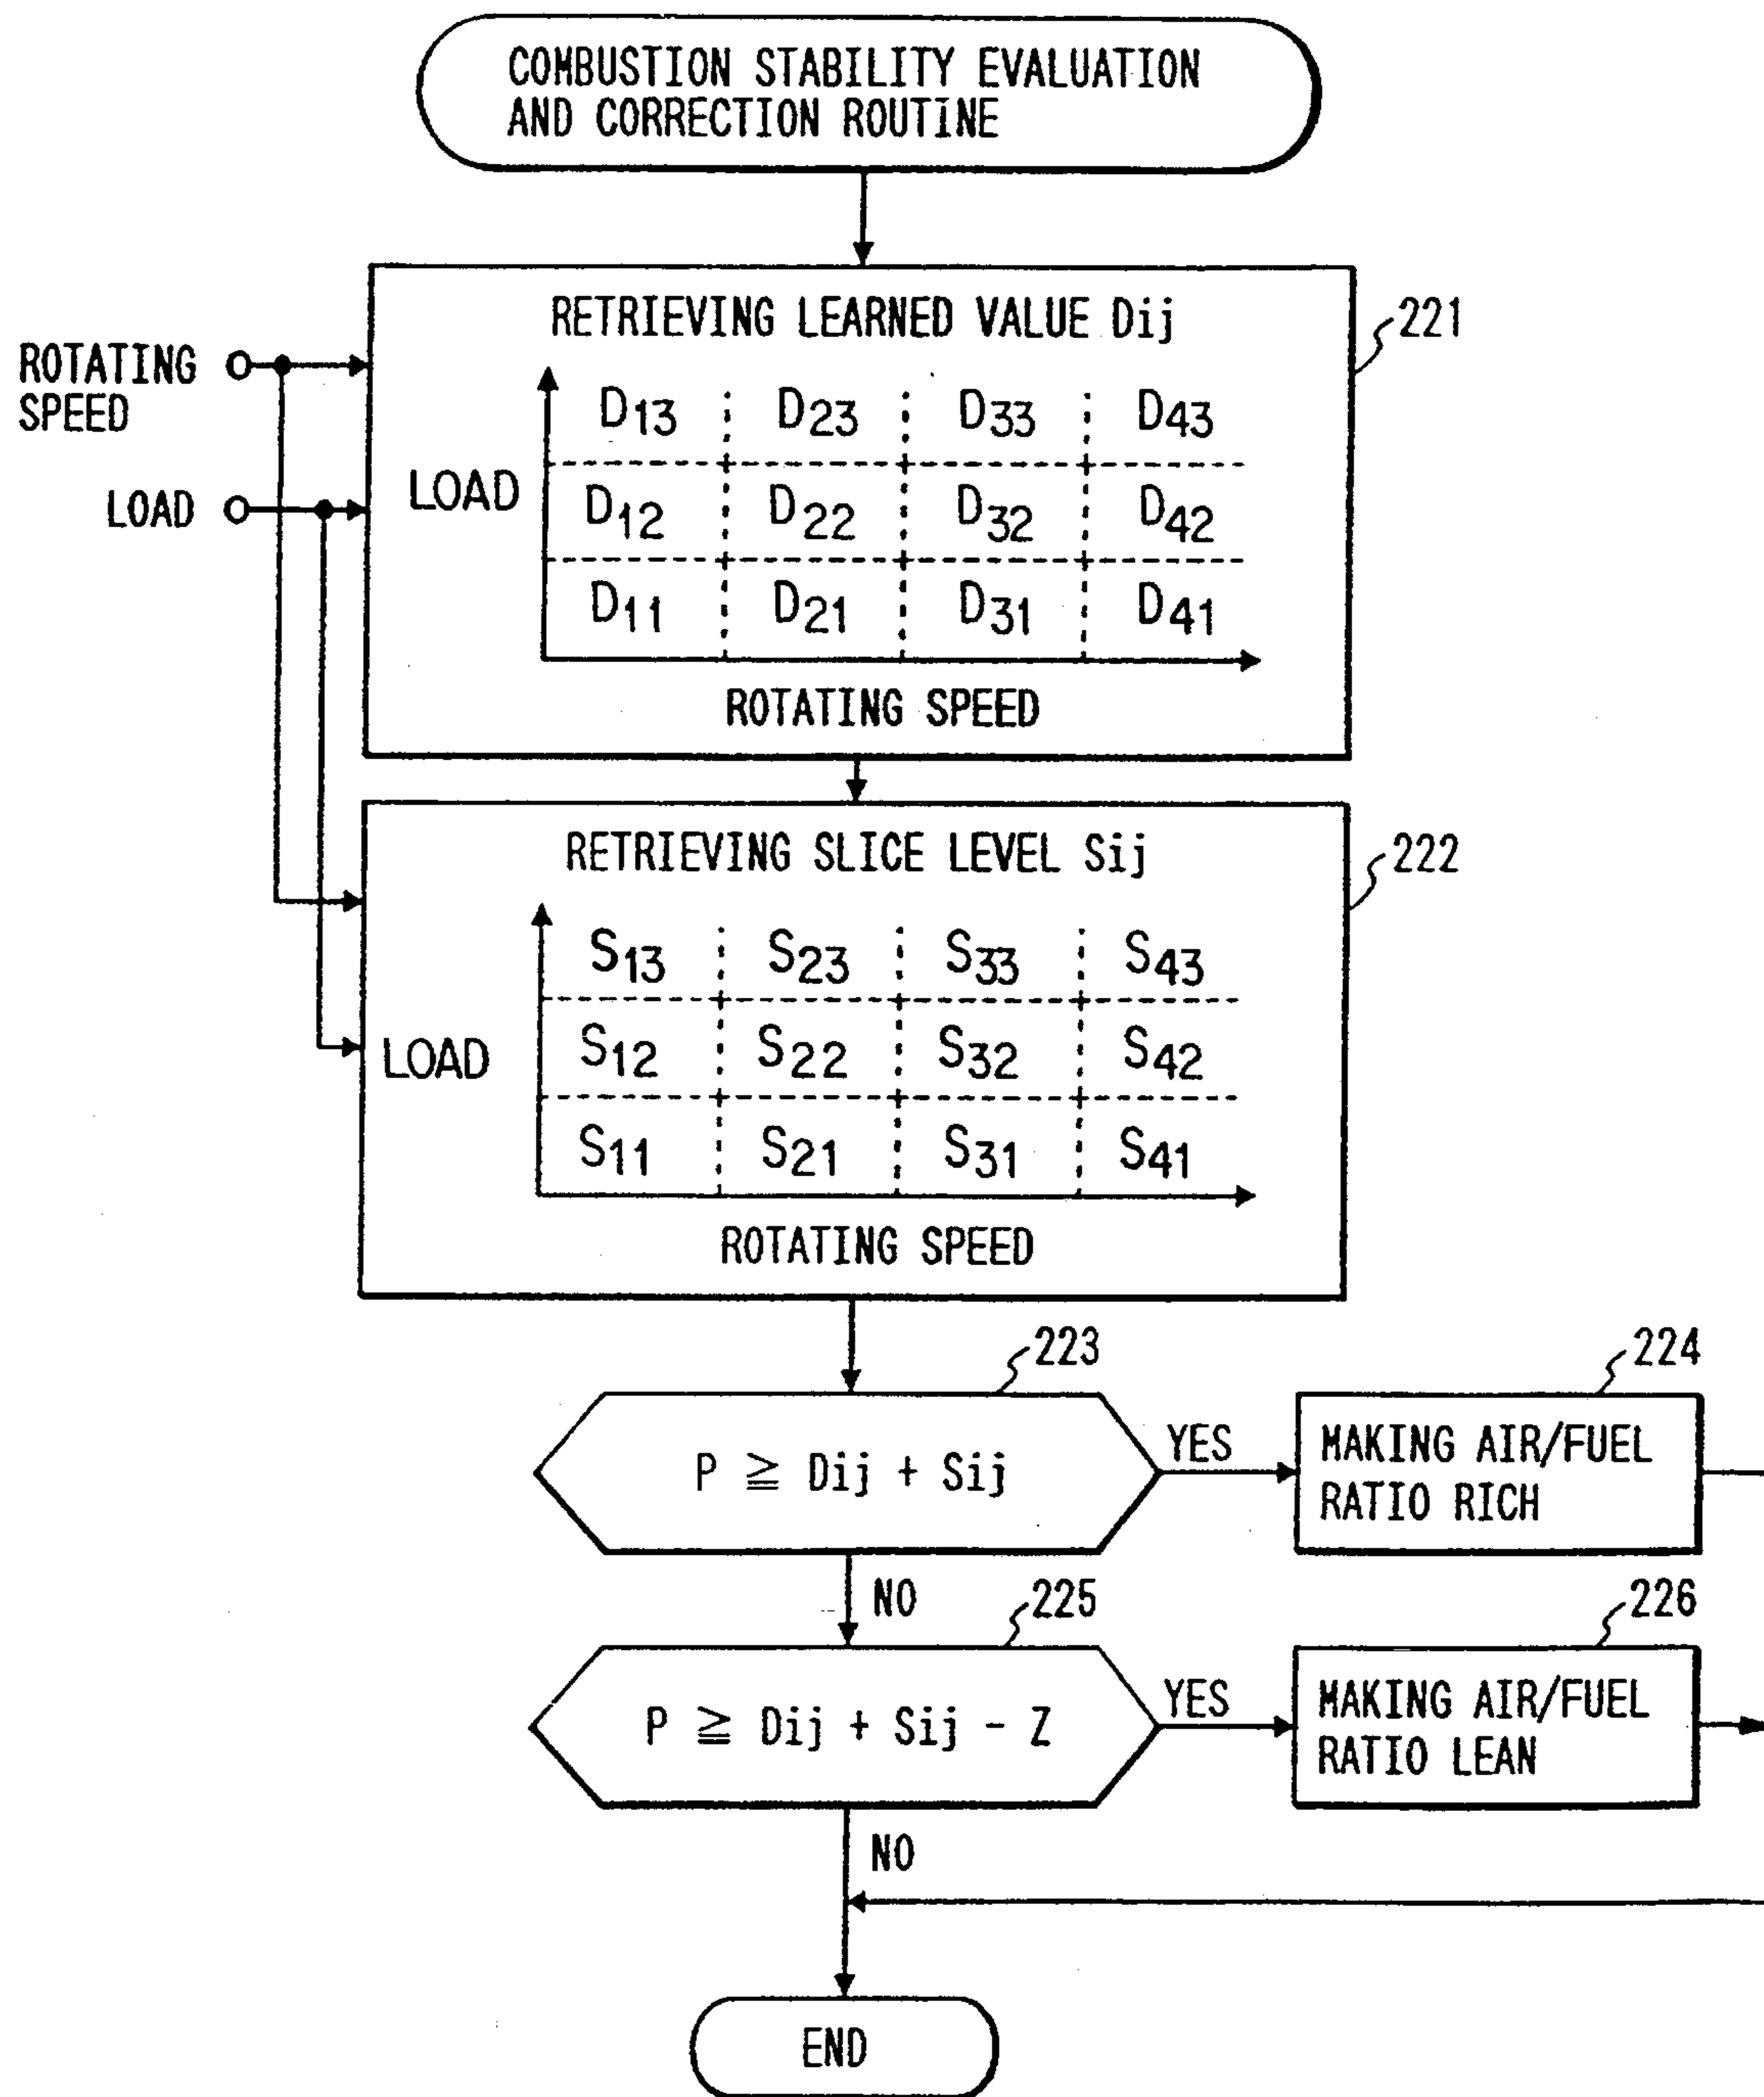 COMBUSTION STABILITY EVALUATION
AND CORRECTION ROUTINE
RETRIEVING LEARNED VALUE Dij
221
ROTATING
SPEED
LOAD
LOAD
D13 D23 D33 D43
D12 D22 D32 D42
D11 D21 D31 D41
ROTATING SPEED
RETRIEVING SLICE LEVEL Sij
222
LOAD
S13 S23 S33 S43
S12 S22 S32 S42
S11 S21 S31 S41
ROTATING SPEED
223
P ≧ Dij + Sij
YES
224
MAKING AIR/FUEL
RATIO RICH
NO
225
P ≧ Dij + Sij - Z
YES
226
MAKING AIR/FUEL
RATIO LEAN
NO
END